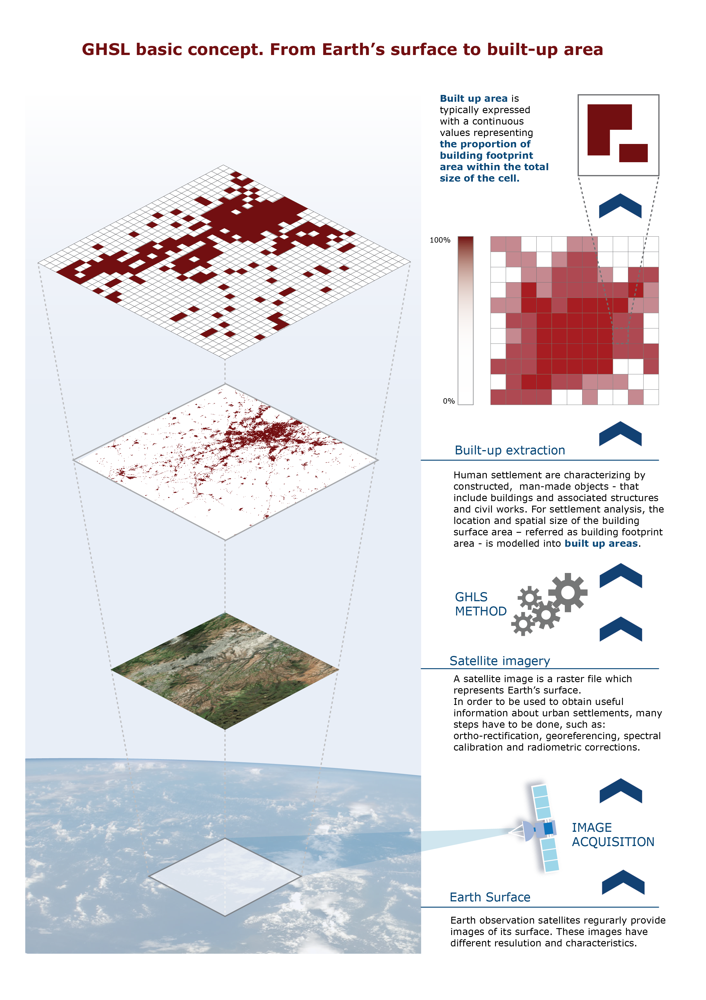 GHSL basic concept. From Earth’s surface to built-up area
Built up area is
typically expressed
with a continuous
values representing
the proportion of
building footprint
area within the total
size of the cell.
100%
0%
Built-up extraction
Human settlement are characterizing by
constructed,  man-made objects - that
include buildings and associated structures
and civil works. For settlement analysis, the
location and spatial size of the building
surface area – referred as building footprint
area - is modelled into built up areas.
GHLS
METHOD
Satellite imagery
A satellite image is a raster file which
represents Earth’s surface.
In order to be used to obtain useful
information about urban settlements, many
steps have to be done, such as:
ortho-rectification, georeferencing, spectral
calibration and radiometric corrections.
IMAGE
ACQUISITION
Earth Surface
Earth observation satellites regurarly provide
images of its surface. These images have
different resulution and characteristics.